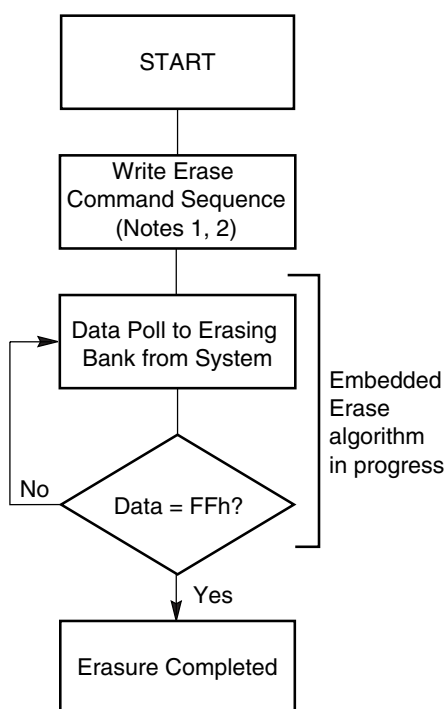 START
Write Erase
Command Sequence
(Notes 1, 2)
Data Poll to Erasing
Bank from System
Embedded
Erase
algorithm
in progress
No
Data = FFh?
Yes
Erasure Completed